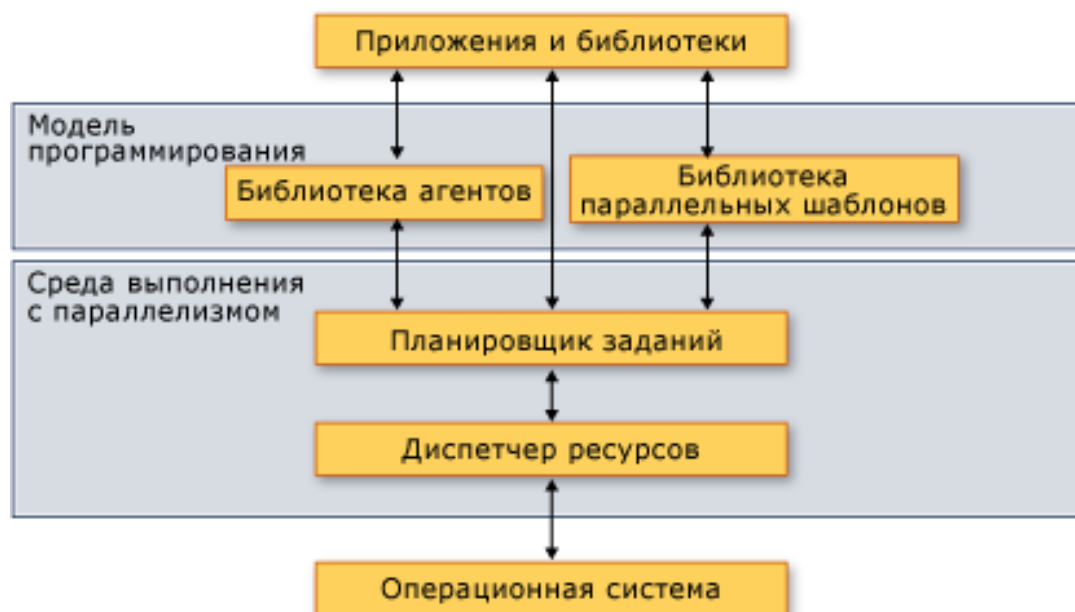 Приложения и библиотеки
Модель
программирования
Библиотека агентов
Библиотека
параллельных шаблонов
Среда выполнения
с параллелизмом
Планировщик заданий
Диспетчер ресурсов
Операционная система